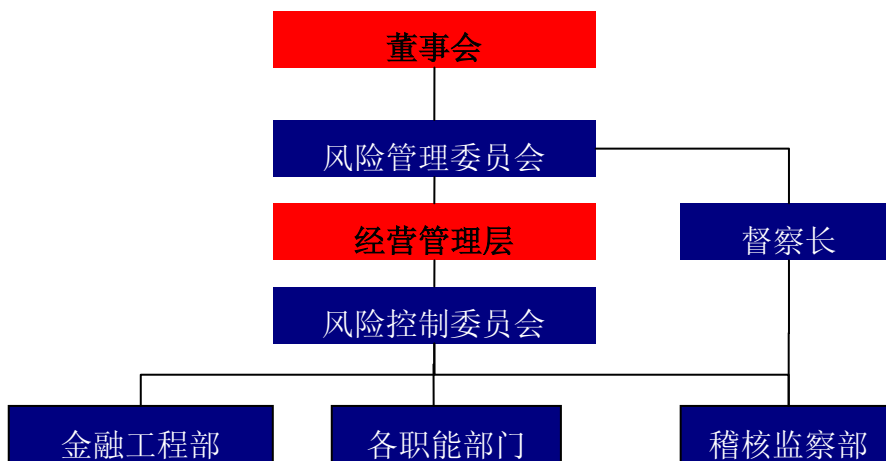 董事会
风险管理委员会
经营管理层
督察长
风险控制委员会
金融工程部
各职能部门
稽核监察部